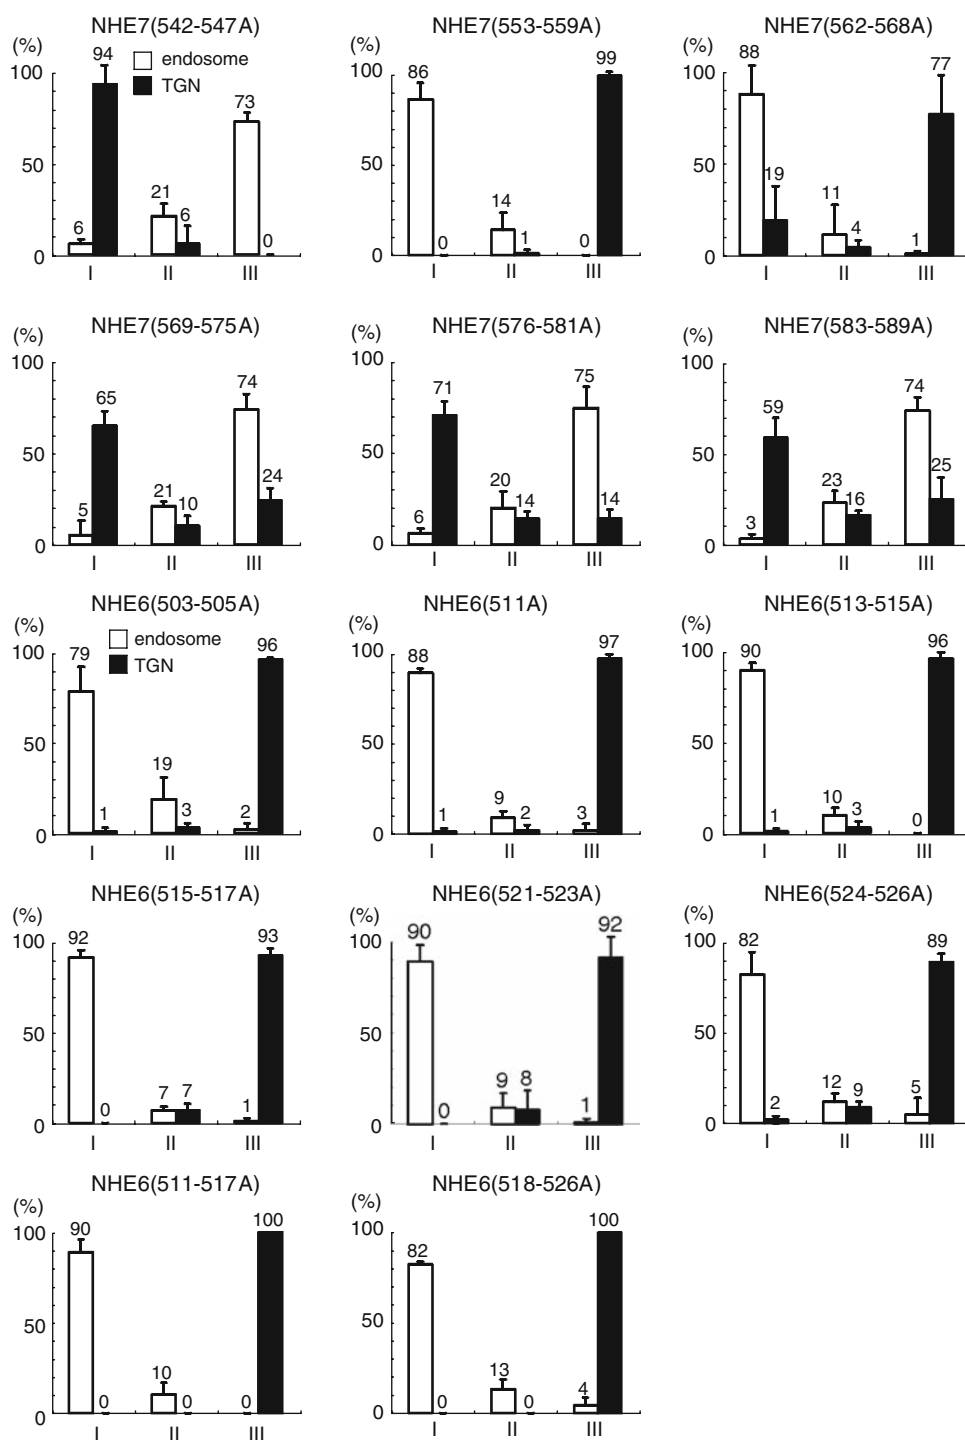 NHE7(542-547A)
(%)
100
50
0
endosome
TGN
6
94
21
6
73
0
I
II
III
NHE7(553-559A)
(%)
100
50
0
86
0
14
1
0
99
I
II
III
NHE7(562-568A)
(%)
100
50
0
88
19
11
4
1
77
I
II
III
NHE7(569-575A)
(%)
100
50
0
5
65
21
10
74
24
I
II
III
NHE7(576-581A)
(%)
100
50
0
6
71
20
14
75
14
I
II
III
NHE7(583-589A)
(%)
100
50
0
3
59
23
16
74
25
I
II
III
NHE6(503-505A)
(%)
100
50
0
endosome
TGN
79
1
19
3
2
96
I
II
III
NHE6(511A)
(%)
100
50
0
88
1
9
2
3
97
I
II
III
NHE6(513-515A)
(%)
100
50
0
90
1
10
3
0
96
I
II
III
NHE6(515-517A)
(%)
100
50
0
92
0
7
7
1
93
I
II
III
NHE6(521-523A)
(%)
100
50
0
90
0
9
8
1
92
I
II
III
NHE6(524-526A)
(%)
100
50
0
82
2
12
9
5
89
I
II
III
NHE6(511-517A)
(%)
100
50
0
90
0
10
0
0
100
I
II
III
NHE6(518-526A)
(%)
100
50
0
82
0
13
0
4
100
I
II
III